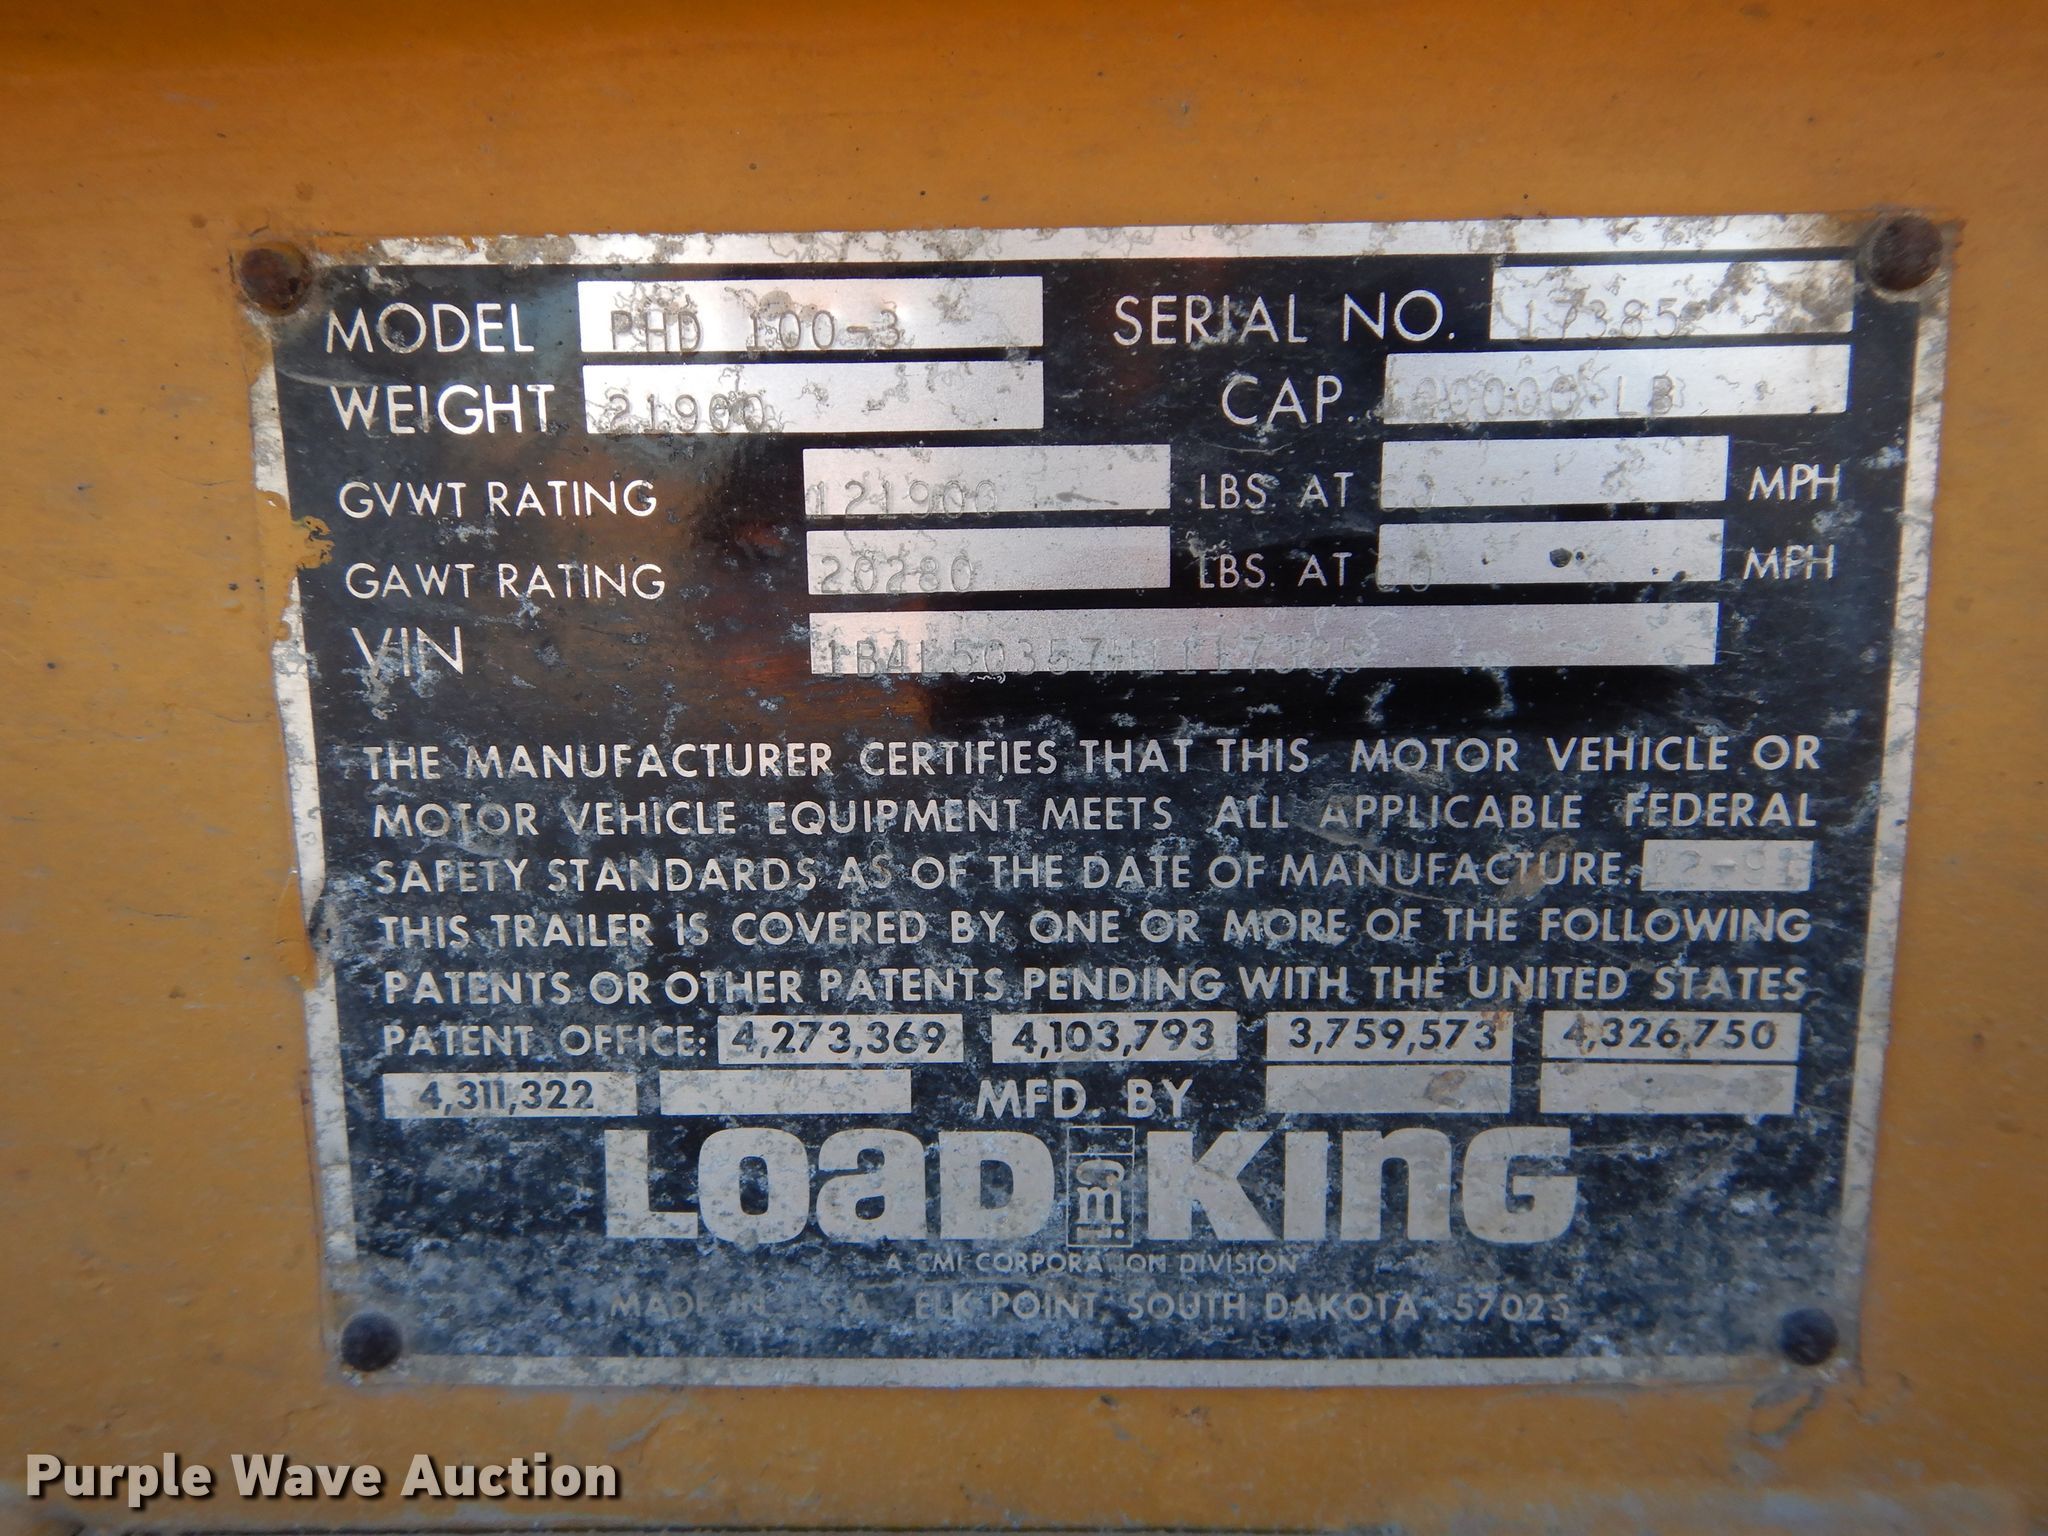 MODEL PHD 100-3 SERIAL NO. 17385
WEIGHT 21900 CAP. LB
GVWT RATING 121900 LBS AT MPH
GAWT RATING 20280 LBS. AT MPH
VIN
THE MANUFACTURER CERTIFIES THAT THIS MOTOR VEHICLE OR
MOTOR VEHICLE EQUIPMENT MEETS ALL APPLICABLE FEDERAL
SAFETY STANDARDS AS OF THE DATE OF MANUFACTURE. 12-91
THIS TRAILER IS COVERED BY ONE OR MORE OF THE FOLLOWING
PATENTS OR OTHER PATENTS PENDING WITH THE UNITED STATES
PATENT OFFICE: 4,273,369 4,103,793 3,759,573 4,326,750
4,311,322 MFD. BY
LOAD cmi KING
A CMI CORPORATION DIVISION
MADE IN U.S.A. ELK POINT, SOUTH DAKOTA 57025
Purple Wave Auction